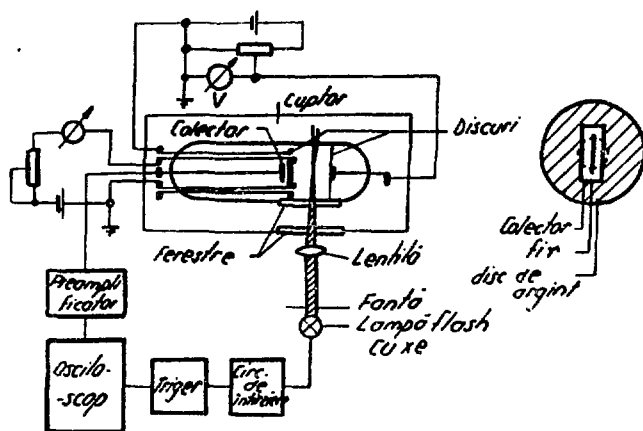 V
Cuptor
Colector
Discuri
Ferestre
Lentilă
Fantă
Lampă flash
cu xe
Preampli
ficator
Oscilo-
-scop
Triger
Circ.
de
Colector
fir
disc de
argint